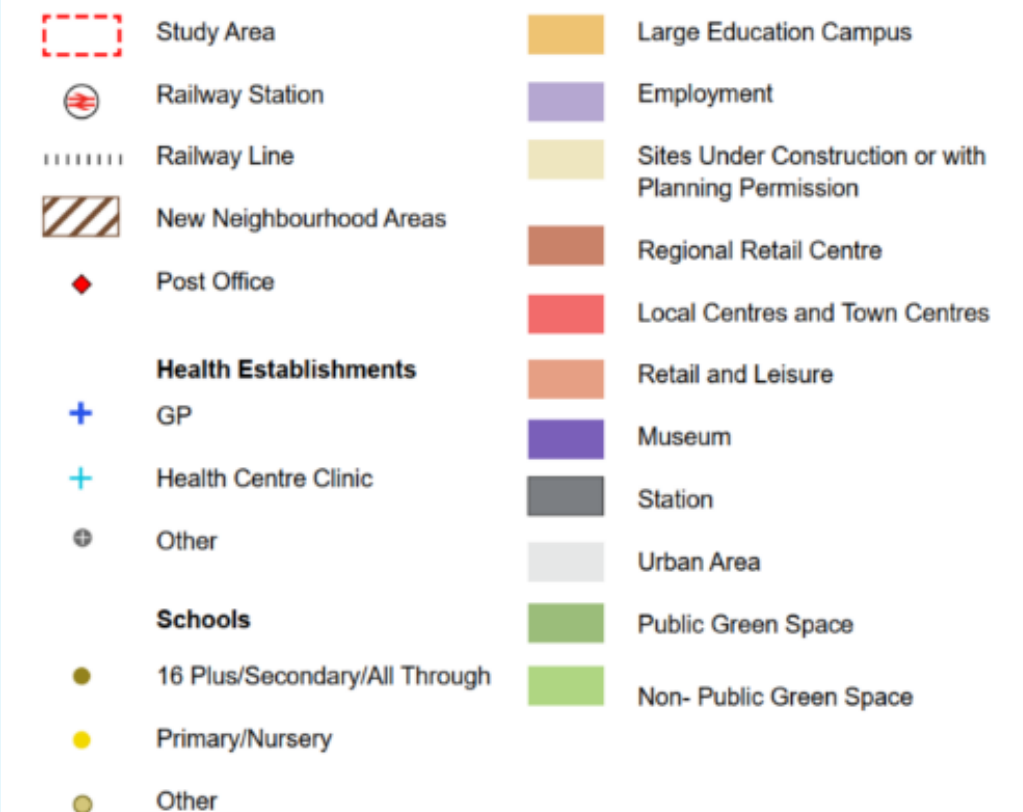 Study Area
Railway Station
Railway Line
New Neighbourhood Areas
Post Office
Health Establishments
GP
Health Centre Clinic
Other
Schools
16 Plus/Secondary/All Through
Primary/Nursery
Other
Large Education Campus
Employment
Sites Under Construction or with
Planning Permission
Regional Retail Centre
Local Centres and Town Centres
Retail and Leisure
Museum
Station
Urban Area
Public Green Space
Non- Public Green Space